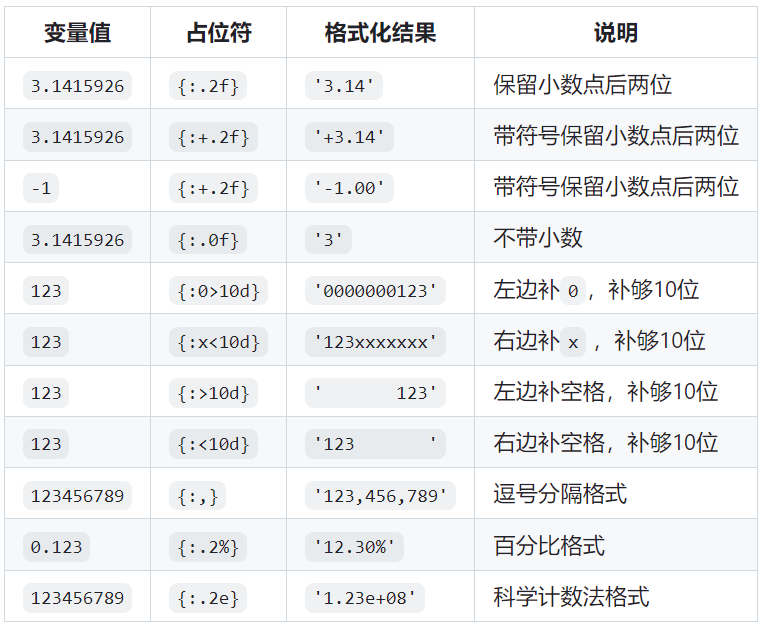 变量值 占位符 格式化结果 说明
3.1415926 {:.2f} '3.14' 保留小数点后两位
3.1415926 {:+.2f} '+3.14' 带符号保留小数点后两位
-1 {:+.2f} '-1.00' 带符号保留小数点后两位
3.1415926 {:.0f} '3' 不带小数
123 {:0>10d} '0000000123' 左边补0，补够10位
123 {:x<10d} '123xxxxxxx' 右边补x ，补够10位
123 {:>10d} '       123' 左边补空格，补够10位
123 {:<10d} '123       ' 右边补空格，补够10位
123456789 {:,} '123,456,789' 逗号分隔格式
0.123 {:.2%} '12.30%' 百分比格式
123456789 {:.2e} '1.23e+08' 科学计数法格式